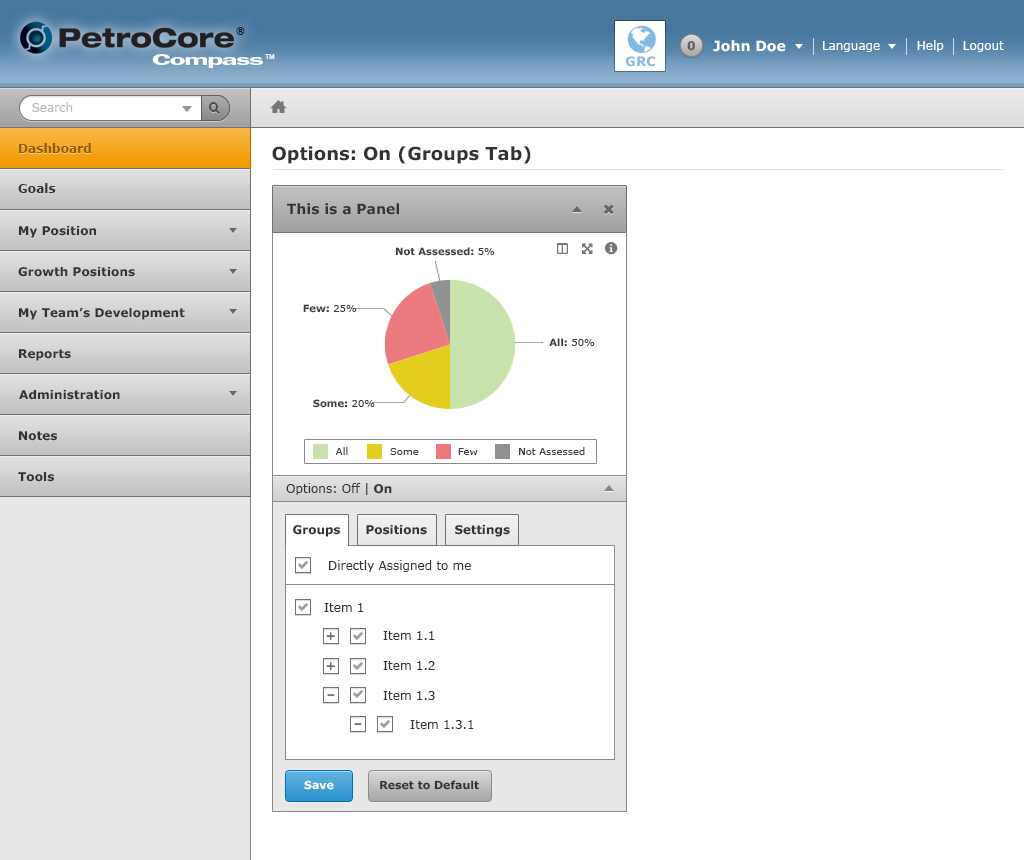 PetroCore®
Compass™
GRC
0 John Doe Language Help Logout
Search
Dashboard
Goals
My Position
Growth Positions
My Team’s Development
Reports
Administration
Notes
Tools
Options: On (Groups Tab)
This is a Panel
Not Assessed: 5%
Few: 25%
All: 50%
Some: 20%
All Some Few Not Assessed
Options: Off | On
Groups Positions Settings
Directly Assigned to me
Item 1
Item 1.1
Item 1.2
Item 1.3
Item 1.3.1
Save Reset to Default